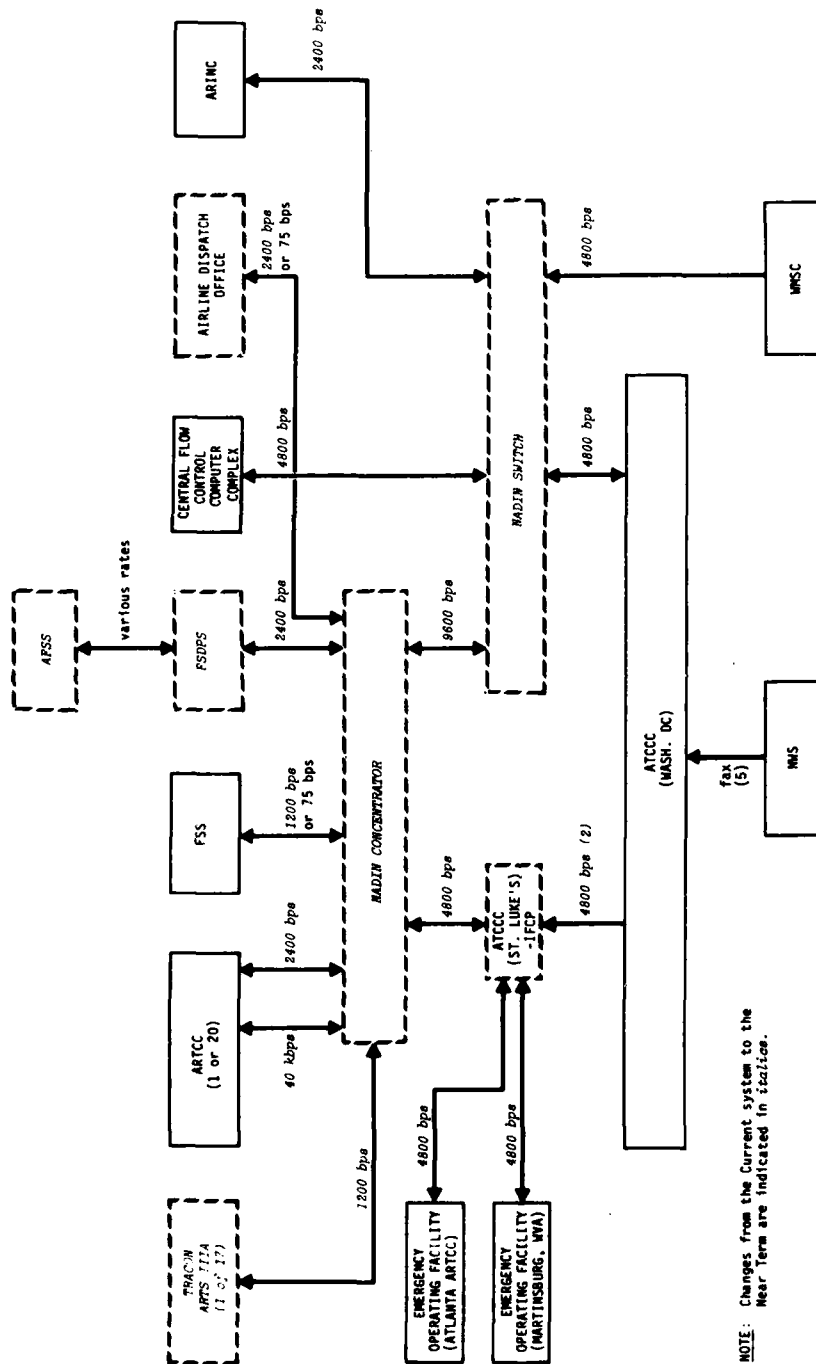 AFSS
various rates
TRACON
ARTS IIIA
(1 of 1?)
ARTCC
(1 or 20)
FSS
FSDPS
CENTRAL FLOW
CONTROL
COMPUTER
COMPLEX
AIRLINE DISPATCH
OFFICE
ARINC
40 kbps
2400 bps
1200 bps
or 75 bps
2400 bps
4800 bps
2400 bps
or 75 bps
2400 bps
1200 bps
NADIN CONCENTRATOR
9600 bps
4800 bps
NADIN SWITCH
EMERGENCY
OPERATING FACILITY
(ATLANTA ARTCC)
4800 bps
EMERGENCY
OPERATING FACILITY
(MARTINSBURG, WVA)
4800 bps
ATCCC
(ST. LUKE'S)
-IFCP
4800 bps (2)
4800 bps
4800 bps
ATCCC
(WASH. DC)
fax
(5)
NWS
WMSC
NOTE: Changes from the Current system to the
Near Term are indicated in italics.